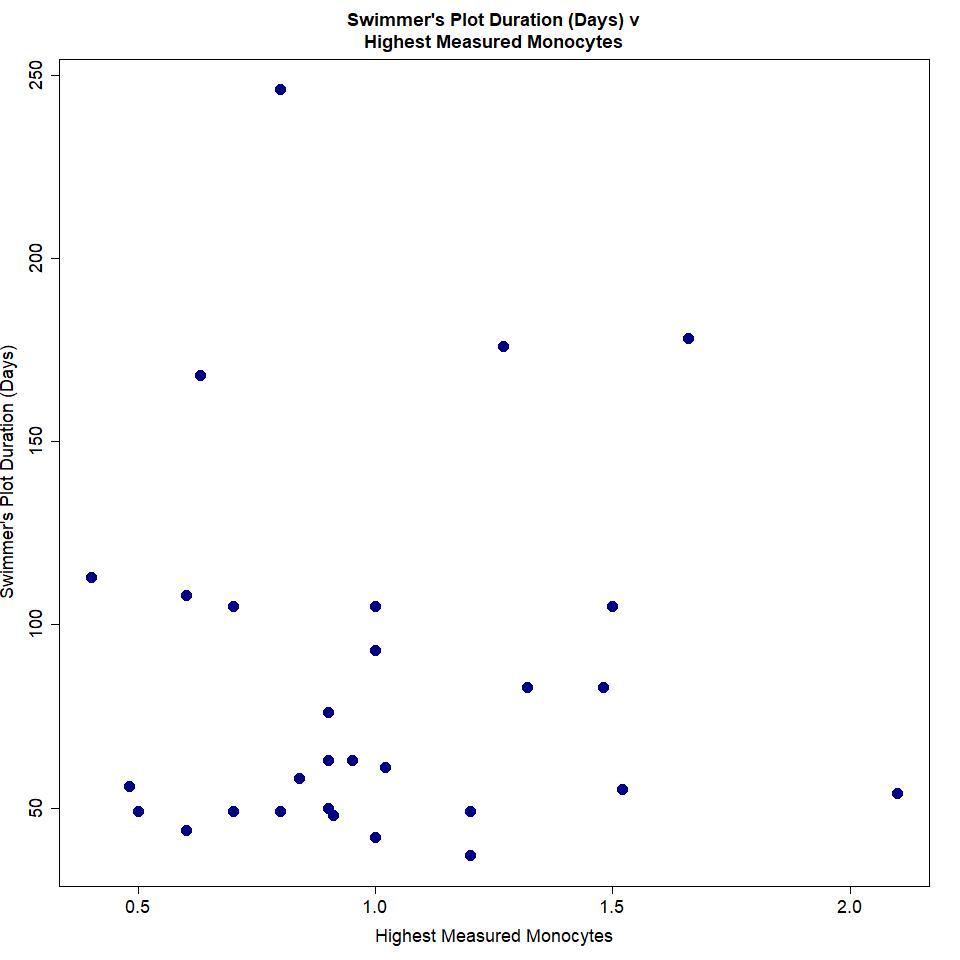 Swimmer's Plot Duration (Days) v
Highest Measured Monocytes
Swimmer's Plot Duration (Days)
250
200
150
100
50
0.5 1.0 1.5 2.0
Highest Measured Monocytes